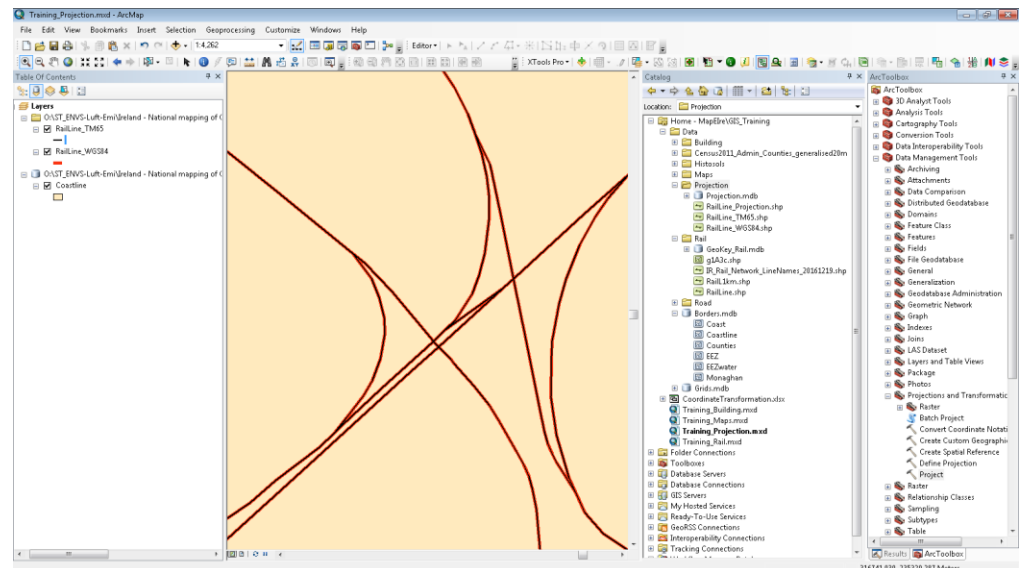 Training_Projection.mxd - ArcMap
File Edit View Bookmarks Insert Selection Geoprocessing Customize Windows Help
1:4,262
Editor
XTools Pro
Table Of Contents
Layers
O:\ST_ENVS-Luft-Emi\Ireland - National mapping of
RailLine_TM65
RailLine_WGS84
O:\ST_ENVS-Luft-Emi\Ireland - National mapping of
Coastline
Catalog
Location: Projection
Home - MapEIre\GIS_Training
Data
Building
Census2011_Admin_Counties_generalised20m
Histosols
Maps
Projection
Projection.mdb
RailLine_Projection.shp
RailLine_TM65.shp
RailLine_WGS84.shp
Rail
GeoKey_Rail.mdb
g1A3c.shp
IR_Rail_Network_LineNames_20161219.shp
RailL1km.shp
RailLine.shp
Road
Borders.mdb
Coast
Coastline
Counties
EEZ
EEZwater
Monaghan
Grids.mdb
CoordinateTransformation.xlsx
Training_Building.mxd
Training_Maps.mxd
Training_Projection.mxd
Training_Rail.mxd
Folder Connections
Toolboxes
Database Servers
Database Connections
GIS Servers
My Hosted Services
Ready-To-Use Services
GeoRSS Connections
Interoperability Connections
Tracking Connections
ArcToolbox
ArcToolbox
3D Analyst Tools
Analysis Tools
Cartography Tools
Conversion Tools
Data Interoperability Tools
Data Management Tools
Archiving
Attachments
Data Comparison
Distributed Geodatabase
Domains
Feature Class
Features
Fields
File Geodatabase
General
Generalization
Geodatabase Administration
Geometric Network
Graph
Indexes
Joins
LAS Dataset
Layers and Table Views
Package
Photos
Projections and Transformatic
Raster
Batch Project
Convert Coordinate Notati
Create Custom Geographi
Create Spatial Reference
Define Projection
Project
Raster
Relationship Classes
Sampling
Subtypes
Table
Results ArcToolbox